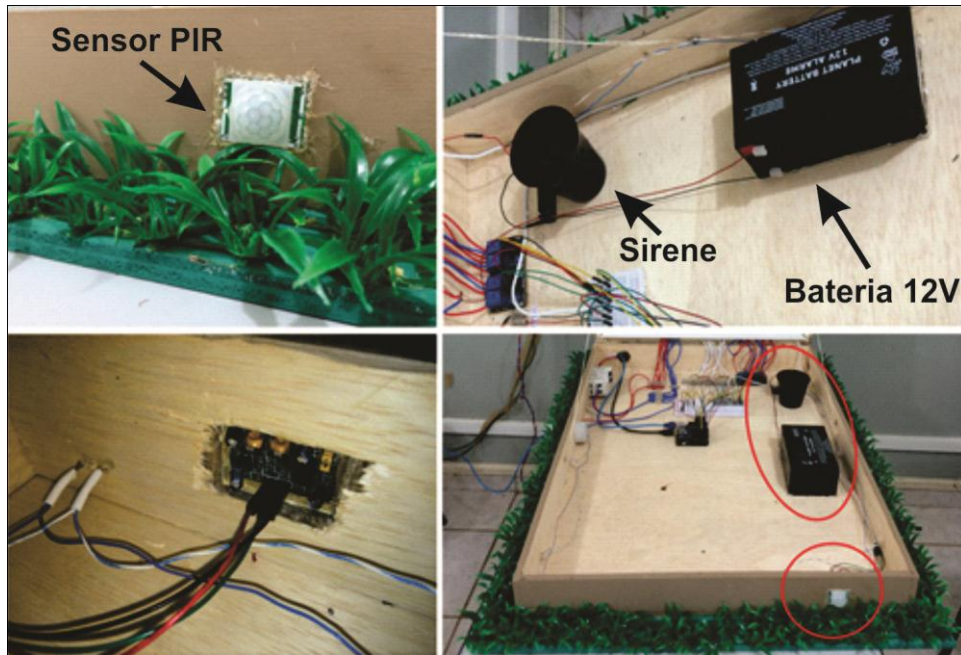 Sensor PIR
PLANET BATTERY
12V ALARME
Sirene
Bateria 12V